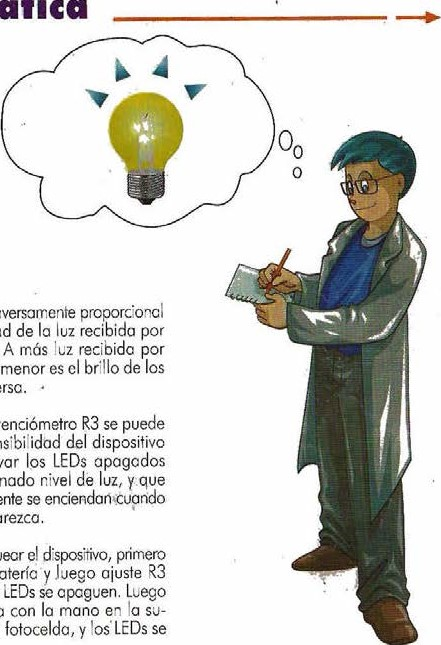 ática
versamente proporcional
ad de la luz recibida por
A más luz recibida por
menor es el brillo de los
ersa.
enciómetro R3 se puede
nsibilidad del dispositivo
var los LEDs apagados
nado nivel de luz, y que
ente se enciendan cuando
arezca.
uear el dispositivo, primero
atería y luego ajuste R3
LEDs se apaguen. Luego
a con la mano en la su-
fotocelda, y los LEDs se